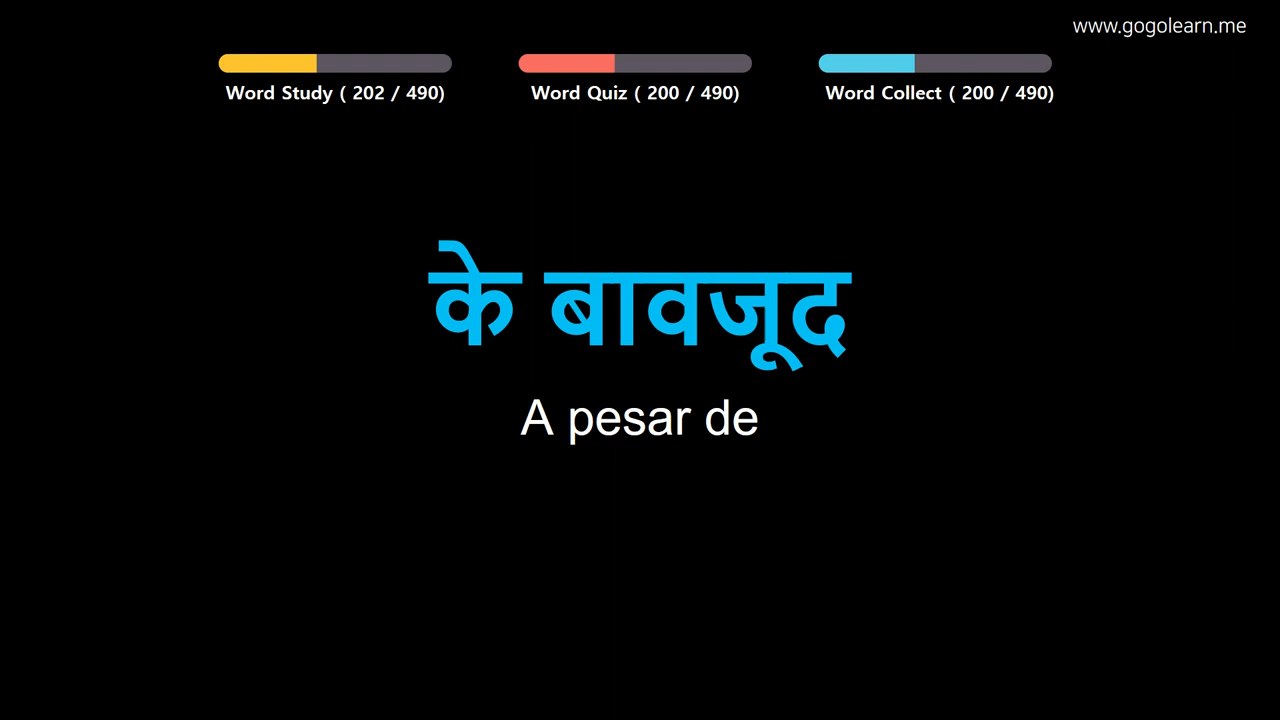 www.gogolearn.me
Word Study ( 202 / 490)
Word Quiz ( 200 / 490)
Word Collect ( 200 / 490)
के बावजूद
A pesar de